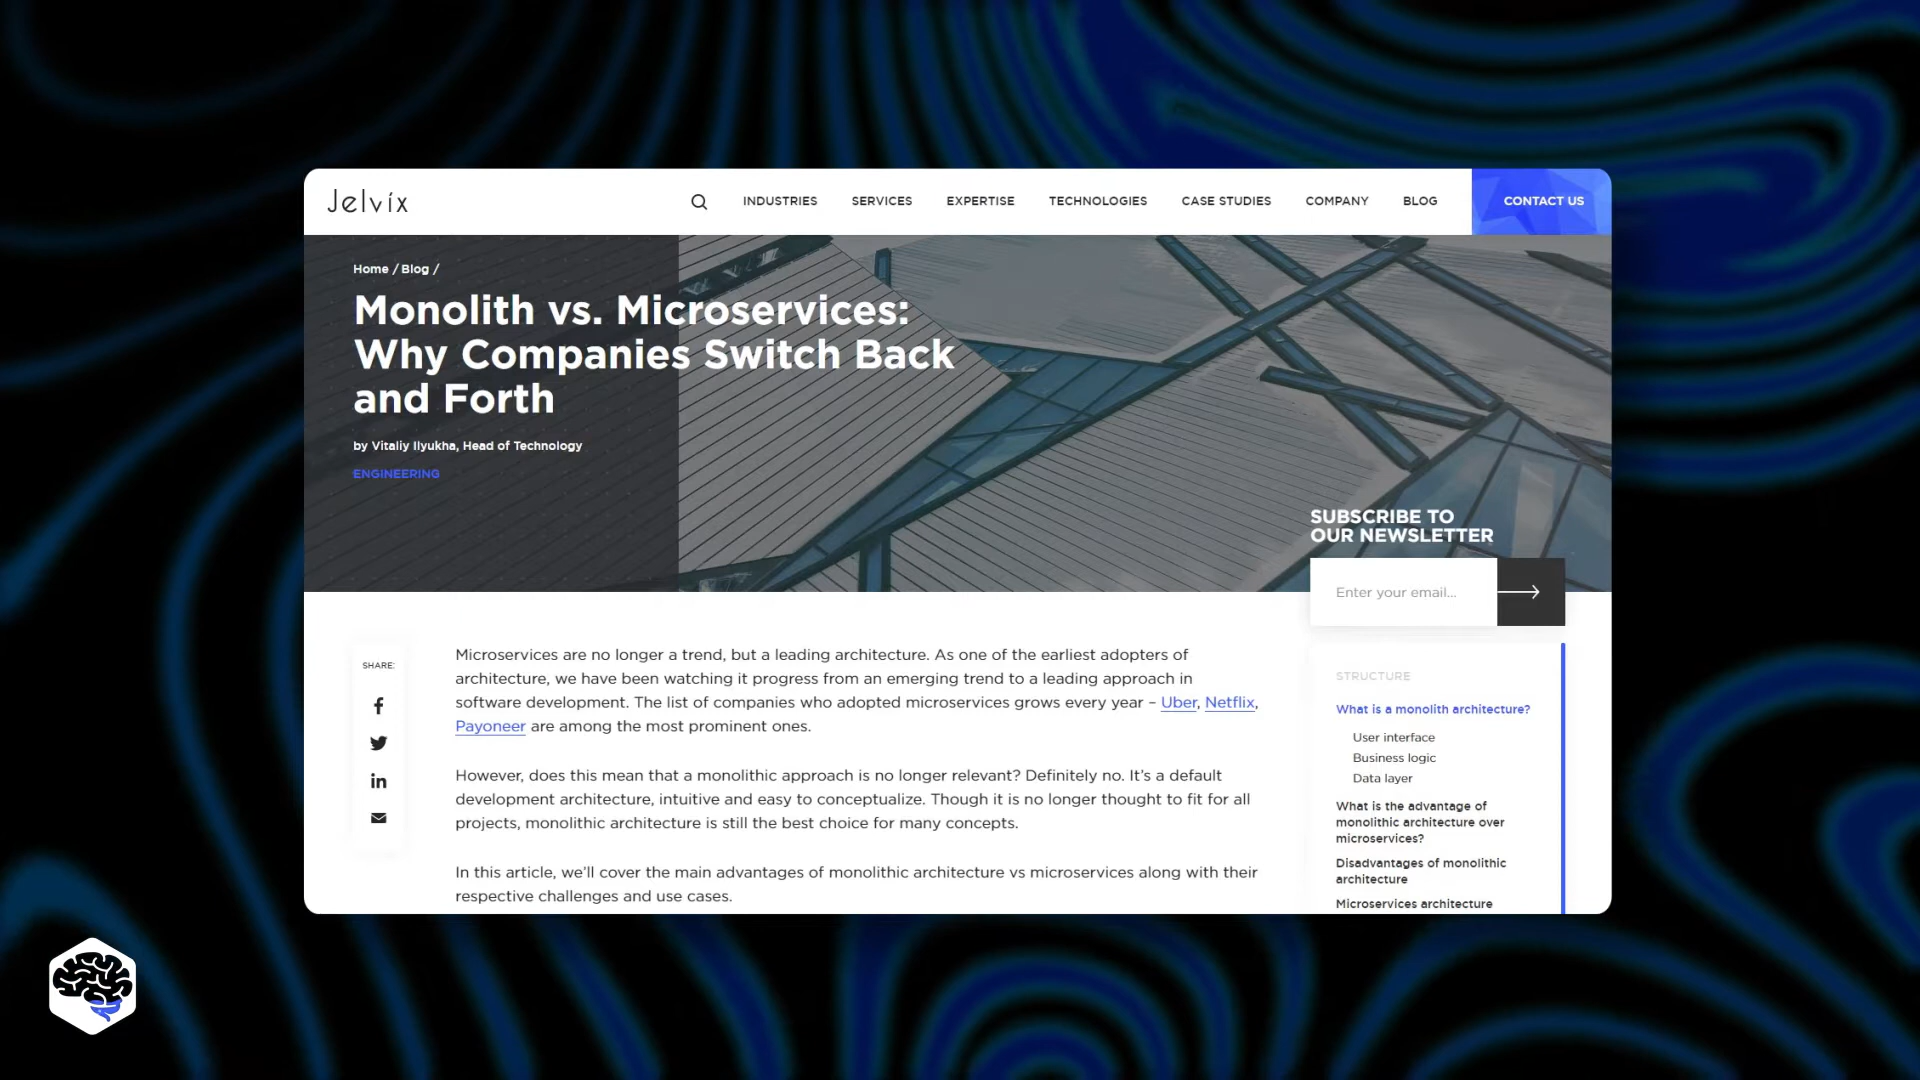 Jelvix
INDUSTRIES
SERVICES
EXPERTISE
TECHNOLOGIES
CASE STUDIES
COMPANY
BLOG
CONTACT US
Home / Blog /
Monolith vs. Microservices:
Why Companies Switch Back
and Forth
by Vitaliy Ilyukha, Head of Technology
ENGINEERING
SUBSCRIBE TO
OUR NEWSLETTER
Enter your email...
SHARE:
Microservices are no longer a trend, but a leading architecture. As one of the earliest adopters of
architecture, we have been watching it progress from an emerging trend to a leading approach in
software development. The list of companies who adopted microservices grows every year – Uber, Netflix,
Payoneer are among the most prominent ones.
However, does this mean that a monolithic approach is no longer relevant? Definitely no. It’s a default
development architecture, intuitive and easy to conceptualize. Though it is no longer thought to fit for all
projects, monolithic architecture is still the best choice for many concepts.
In this article, we’ll cover the main advantages of monolithic architecture vs microservices along with their
respective challenges and use cases.
STRUCTURE
What is a monolith architecture?
User interface
Business logic
Data layer
What is the advantage of
monolithic architecture over
microservices?
Disadvantages of monolithic
architecture
Microservices architecture